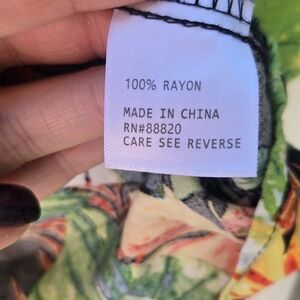 100% RAYON
MADE IN CHINA
RN#88820
CARE SEE REVERSE